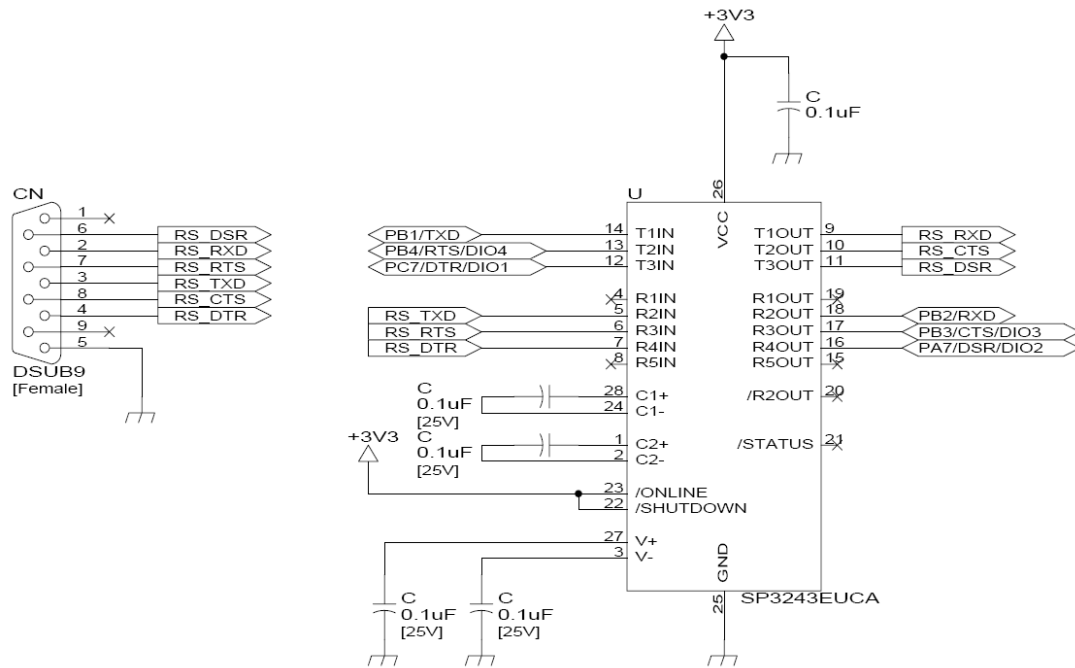 +3V3
C
0.1uF
CN
1
6 RS_DSR
2 RS_RXD
7 RS_RTS
3 RS_TXD
8 RS_CTS
4 RS_DTR
9
5
DSUB9
[Female]
U
26
VCC
PB1/TXD 14 T1IN T1OUT 9 RS_RXD
PB4/RTS/DIO4 13 T2IN T2OUT 10 RS_CTS
PC7/DTR/DIO1 12 T3IN T3OUT 11 RS_DSR
4 R1IN R1OUT 19
RS_TXD 5 R2IN R2OUT 18 PB2/RXD
RS_RTS 6 R3IN R3OUT 17 PB3/CTS/DIO3
RS_DTR 7 R4IN R4OUT 16 PA7/DSR/DIO2
8 R5IN R5OUT 15
C
0.1uF
[25V]
28 C1+ /R2OUT 20
24 C1-
+3V3
C
0.1uF
[25V]
1 C2+ /STATUS 21
2 C2-
23 /ONLINE
22 /SHUTDOWN
27 V+
3 V-
GND
25
SP3243EUCA
C
0.1uF
[25V]
C
0.1uF
[25V]